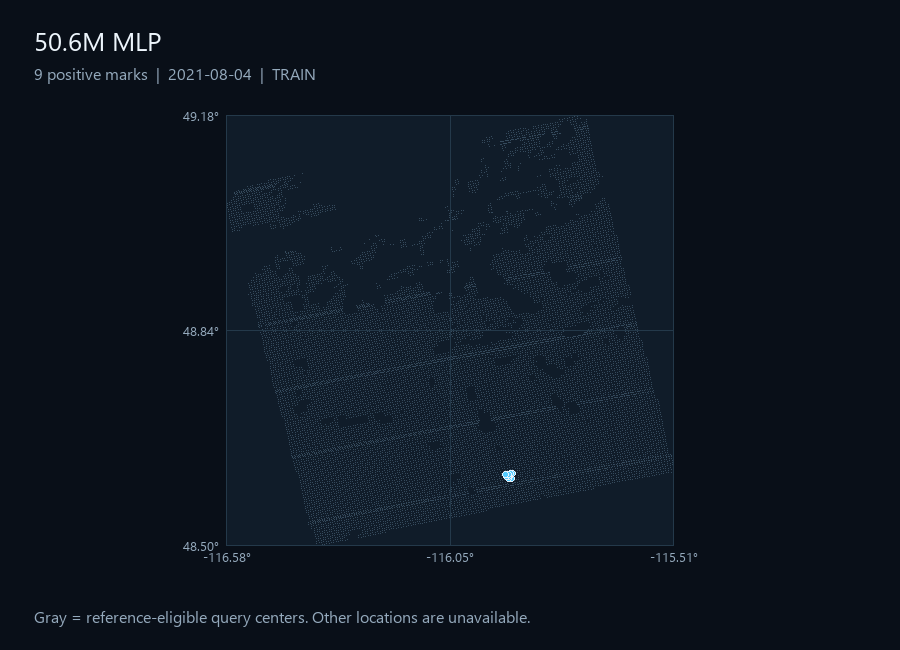 50.6M MLP
9 positive marks | 2021-08-04 | TRAIN
49.18°
48.84°
48.50°
-116.58°
-116.05°
-115.51°
Gray = reference-eligible query centers. Other locations are unavailable.